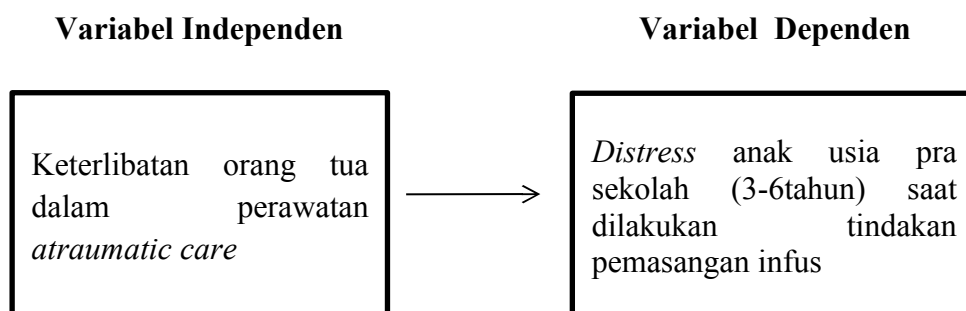 Variabel Independen
Variabel Dependen
Keterlibatan orang tua
dalam perawatan
atraumatic care
Distress anak usia pra
sekolah (3-6tahun) saat
dilakukan tindakan
pemasangan infus